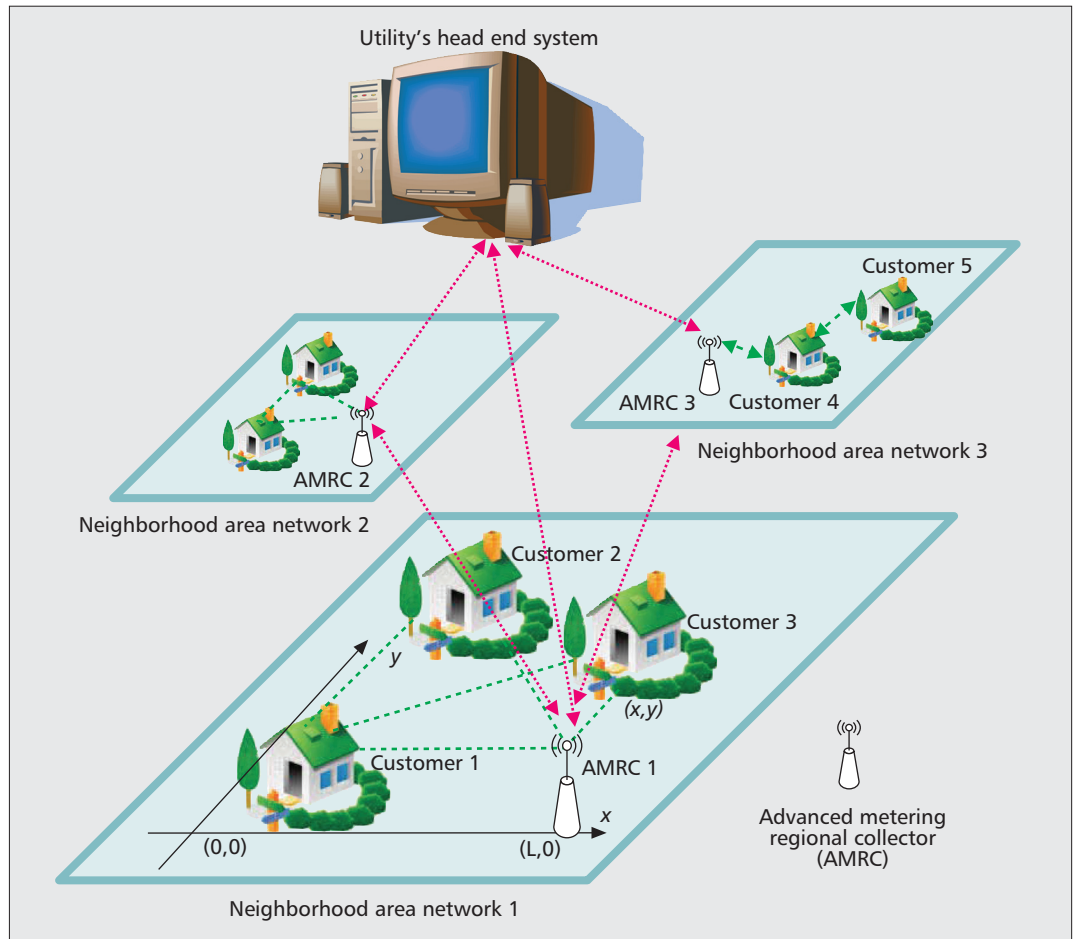 Utility's head end system
Customer 5
AMRC 3
Customer 4
Neighborhood area network 3
AMRC 2
Neighborhood area network 2
Customer 2
Customer 3
y
(x,y)
Customer 1
AMRC 1
x
(0,0)
(L,0)
Advanced metering
regional collector
(AMRC)
Neighborhood area network 1